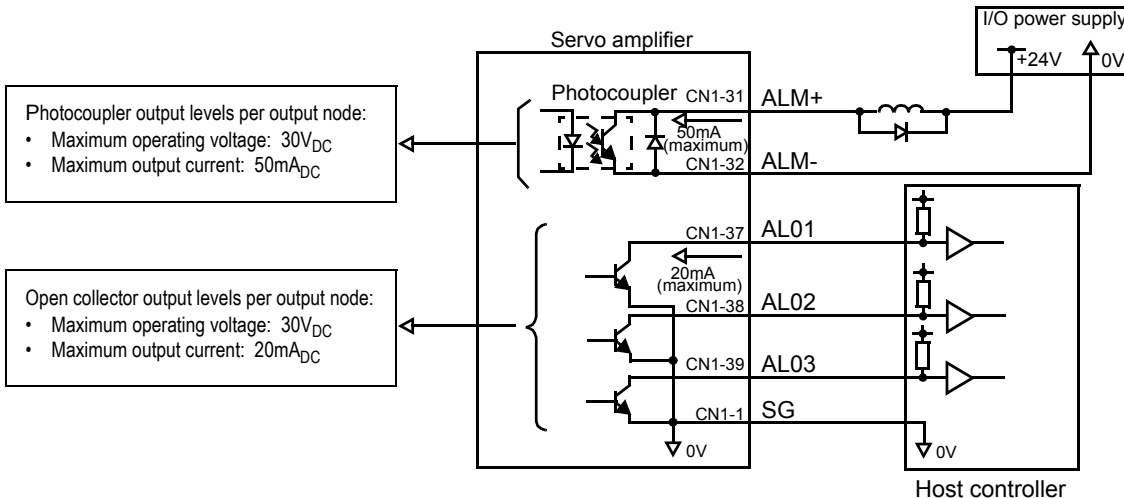 I/O power supply
Servo amplifier
+24V
0V
Photocoupler output levels per output node:
• Maximum operating voltage: 30VDC
• Maximum output current: 50mADC
Photocoupler
CN1-31
ALM+
50mA
(maximum)
CN1-32
ALM-
CN1-37
AL01
20mA
(maximum)
Open collector output levels per output node:
• Maximum operating voltage: 30VDC
• Maximum output current: 20mADC
CN1-38
AL02
CN1-39
AL03
CN1-1
SG
0V
0V
Host controller